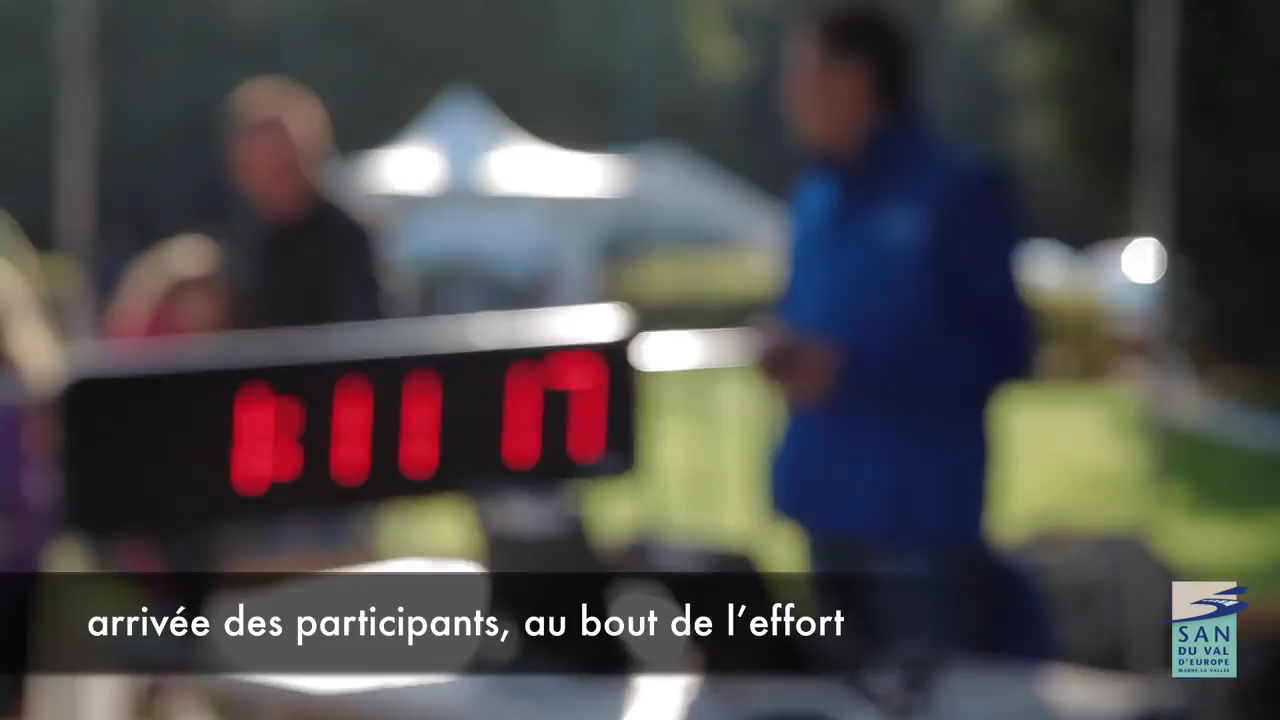 arrivée des participants, au bout de l’effort
SAN
DU VAL
D'EUROPE
MARNE-LA-VALLÉE